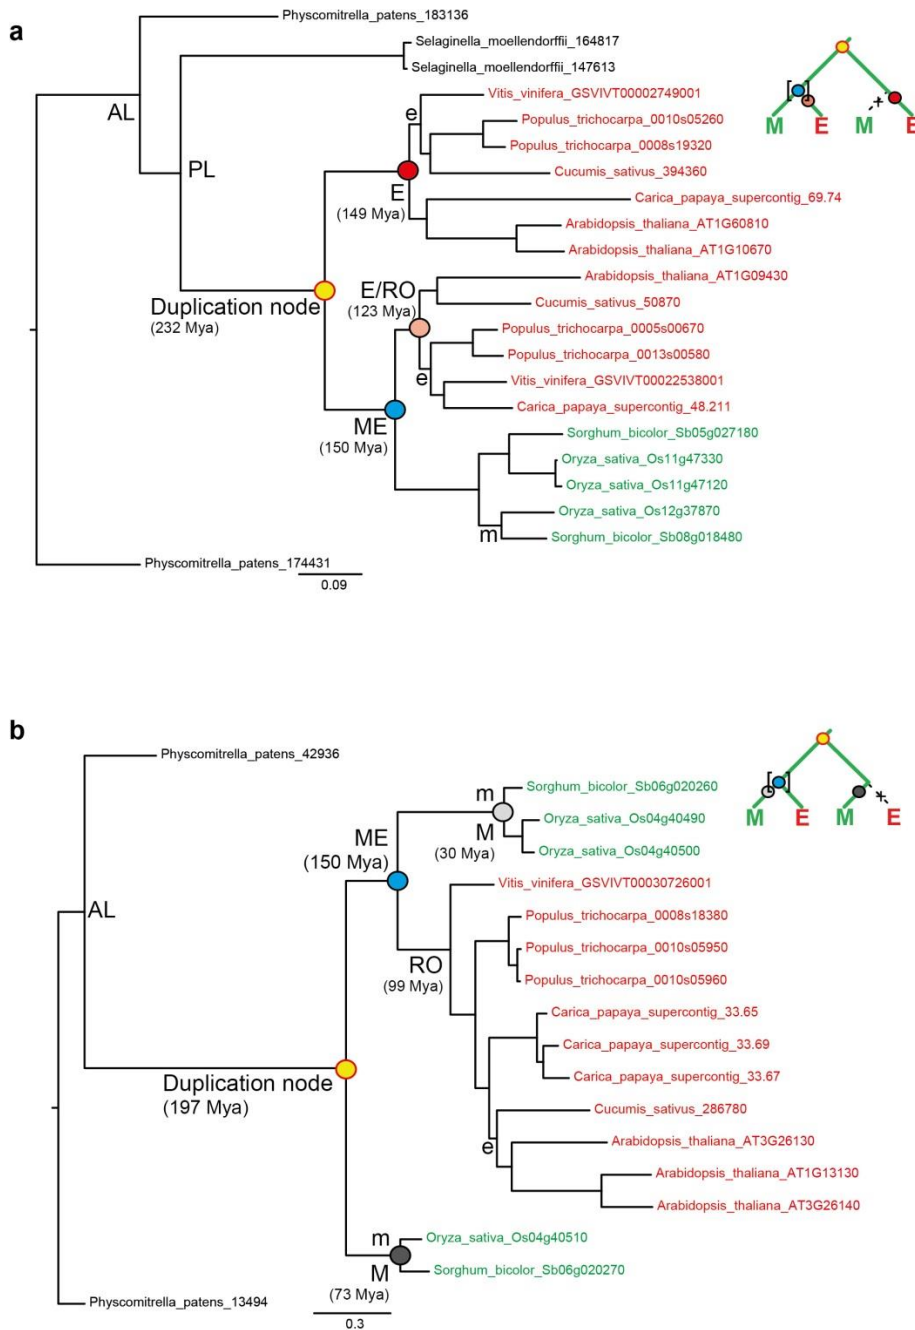 a
Physcomitrella_patens_183136
Selaginella_moellendorffii_164817
Selaginella_moellendorffii_147613
AL
PL
Vitis_vinifera_GSVIVT00002749001
e
Populus_trichocarpa_0010s05260
Populus_trichocarpa_0008s19320
Cucumis_sativus_394360
E
(149 Mya)
Carica_papaya_supercontig_69.74
Arabidopsis_thaliana_AT1G60810
Arabidopsis_thaliana_AT1G10670
Arabidopsis_thaliana_AT1G09430
E/RO
(123 Mya)
Cucumis_sativus_50870
Duplication node
(232 Mya)
Populus_trichocarpa_0005s00670
Populus_trichocarpa_0013s00580
e
Vitis_vinifera_GSVIVT00022538001
Carica_papaya_supercontig_48.211
ME
(150 Mya)
Sorghum_bicolor_Sb05g027180
Oryza_sativa_Os11g47330
Oryza_sativa_Os11g47120
Oryza_sativa_Os12g37870
m
Sorghum_bicolor_Sb08g018480
Physcomitrella_patens_174431
0.09
[ ]
x
M E M E
b
Physcomitrella_patens_42936
AL
m
Sorghum_bicolor_Sb06g020260
Oryza_sativa_Os04g40490
Oryza_sativa_Os04g40500
M
(30 Mya)
ME
(150 Mya)
Vitis_vinifera_GSVIVT00030726001
Populus_trichocarpa_0008s18380
Populus_trichocarpa_0010s05950
Populus_trichocarpa_0010s05960
RO
(99 Mya)
Carica_papaya_supercontig_33.65
Carica_papaya_supercontig_33.69
Carica_papaya_supercontig_33.67
Duplication node
(197 Mya)
Cucumis_sativus_286780
e
Arabidopsis_thaliana_AT3G26130
Arabidopsis_thaliana_AT1G13130
Arabidopsis_thaliana_AT3G26140
m
Oryza_sativa_Os04g40510
M
Sorghum_bicolor_Sb06g020270
(73 Mya)
Physcomitrella_patens_13494
0.3
[ ]
x
M E M E